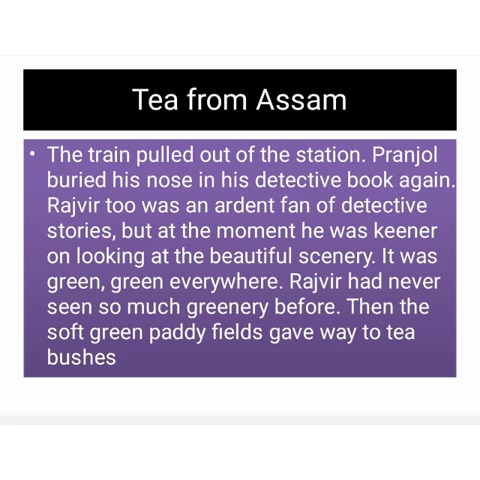 Tea from Assam
• The train pulled out of the station. Pranjol
buried his nose in his detective book again.
Rajvir too was an ardent fan of detective
stories, but at the moment he was keener
on looking at the beautiful scenery. It was
green, green everywhere. Rajvir had never
seen so much greenery before. Then the
soft green paddy fields gave way to tea
bushes